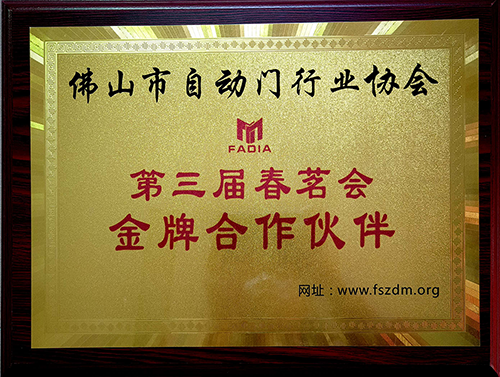 佛山市自动门行业协会
FADIA
第三届春茗会
金牌合作伙伴
网址：www.fszdm.org